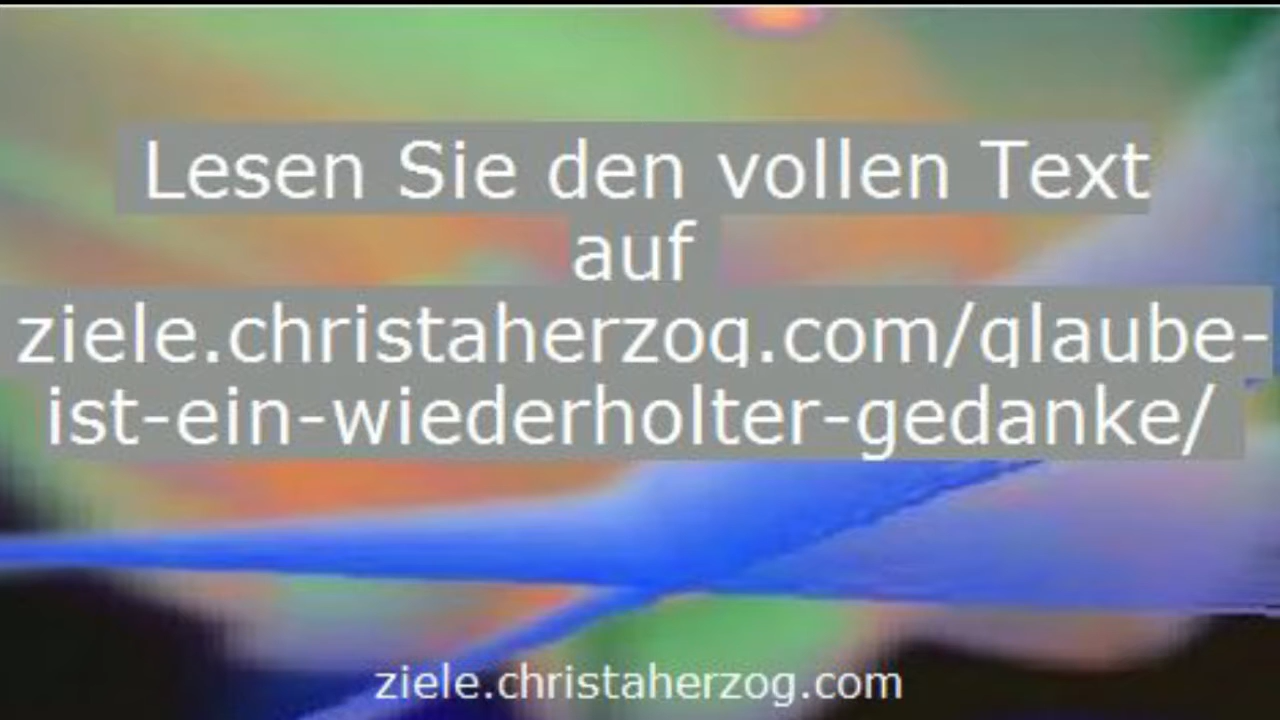 Lesen Sie den vollen Text
auf
ziele.christaherzog.com/glaube-
ist-ein-wiederholter-gedanke/
ziele.christaherzog.com